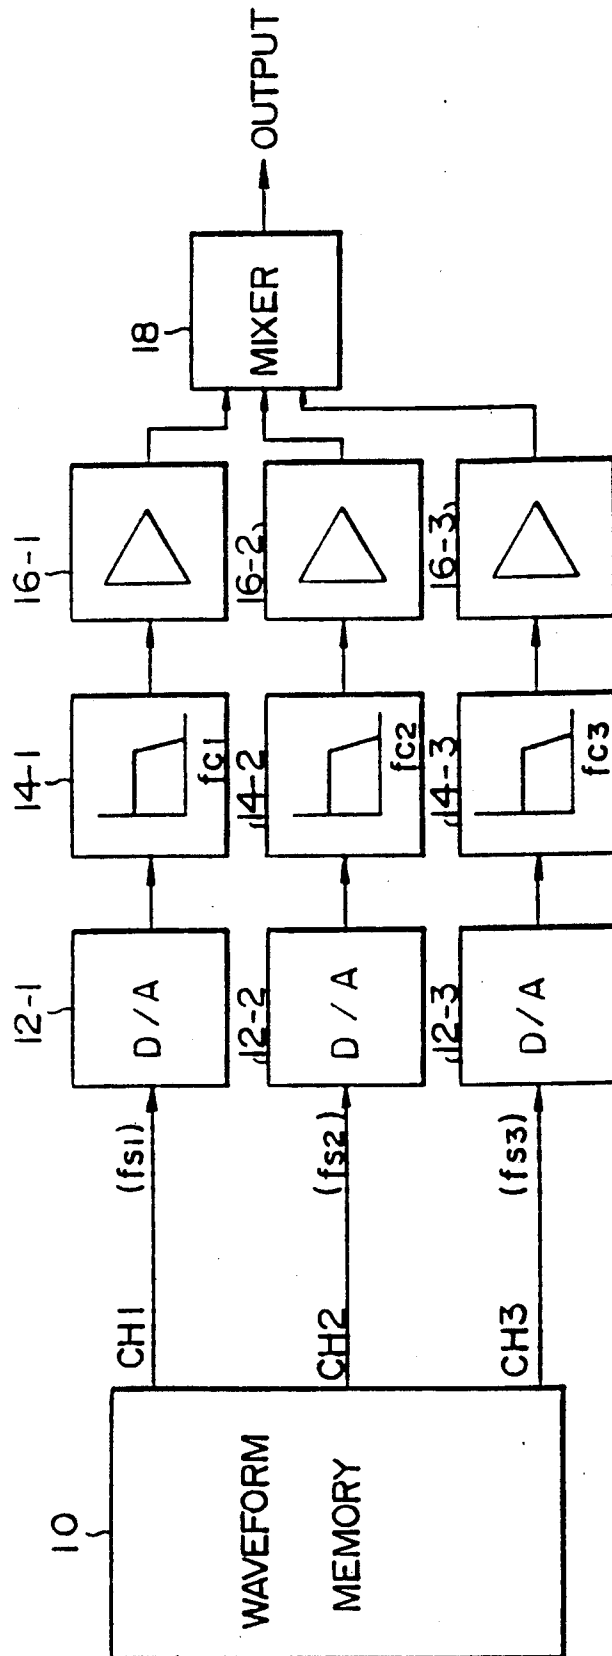 10
WAVEFORM
MEMORY
CH1
(fs1)
12-1
D/A
14-1
fc1
16-1
CH2
(fs2)
12-2
D/A
14-2
fc2
16-2
CH3
(fs3)
12-3
D/A
14-3
fc3
16-3
18
MIXER
OUTPUT